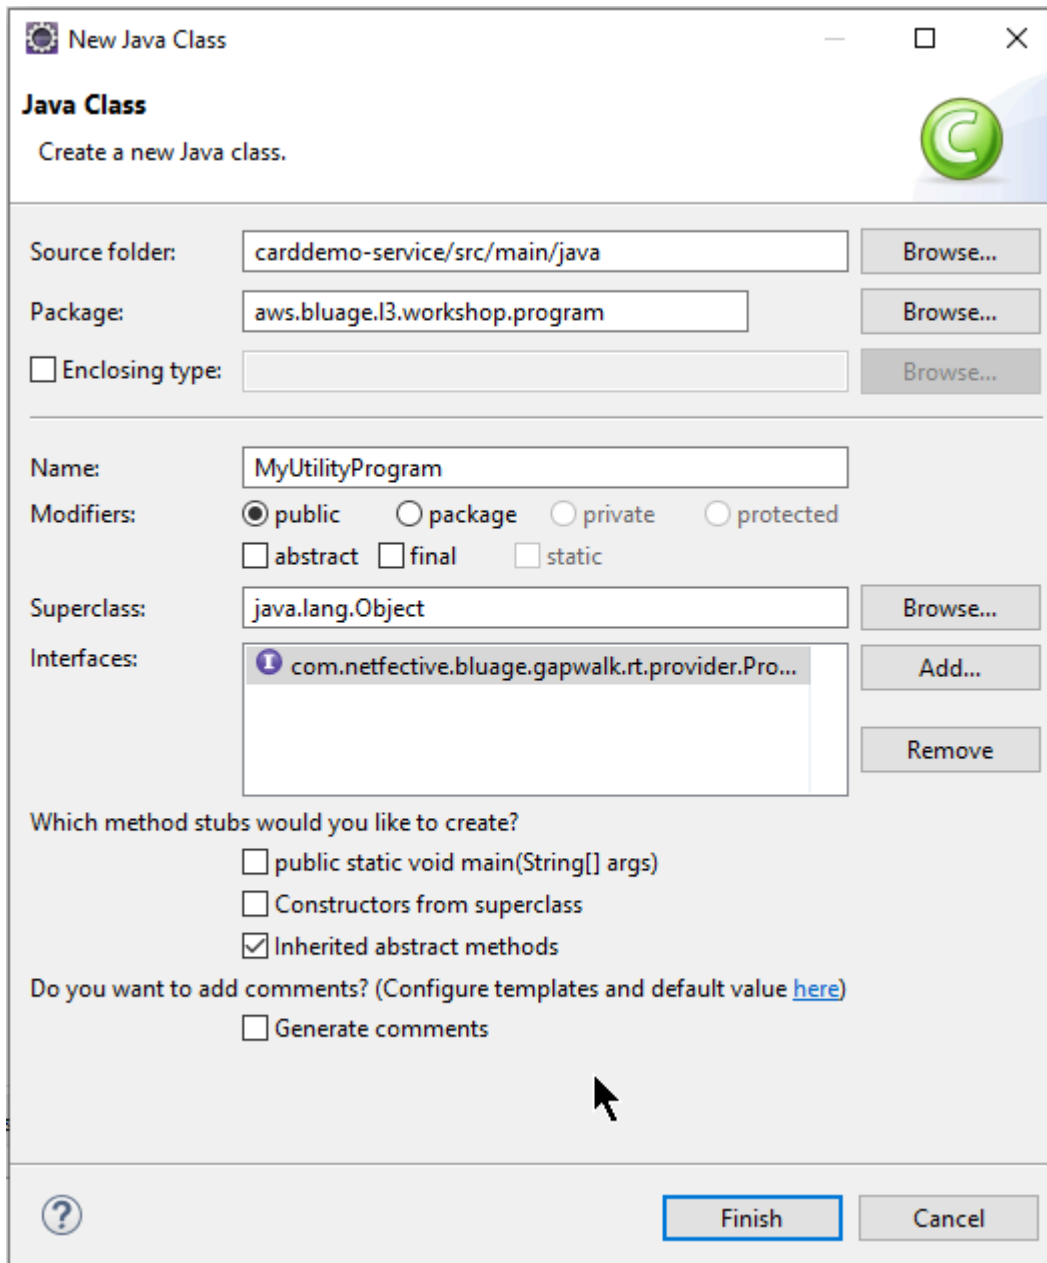 New Java Class
Java Class
Create a new Java class.
Source folder: carddemo-service/src/main/java Browse...
Package: aws.bluage.l3.workshop.program Browse...
Enclosing type: Browse...
Name: MyUtilityProgram
Modifiers: public package private protected
abstract final static
Superclass: java.lang.Object Browse...
Interfaces: com.netfective.bluage.gapwalk.rt.provider.Pro... Add...
Remove
Which method stubs would you like to create?
public static void main(String[] args)
Constructors from superclass
Inherited abstract methods
Do you want to add comments? (Configure templates and default value here)
Generate comments
Finish Cancel